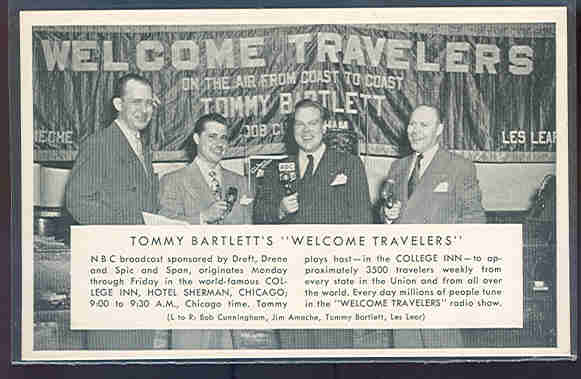 WELCOME TRAVELERS
ON THE AIR FROM COAST TO COAST
TOMMY BARTLETT
BOB C AM
LES LEAR
ABC
TOMMY BARTLETT'S "WELCOME TRAVELERS"
NBC broadcast sponsored by Dreft, Drene
and Spic and Span, originates Monday
through Friday in the world-famous COL-
LEGE INN, HOTEL SHERMAN, CHICAGO;
9:00 to 9:30 A.M., Chicago time. Tommy
plays host—in the COLLEGE INN—to ap-
proximately 3500 travelers weekly from
every state in the Union and from all over
the world. Every day millions of people tune
in the "WELCOME TRAVELERS" radio show.
(L to R: Bob Cunningham, Jim Ameche, Tommy Bartlett, Les Lear)